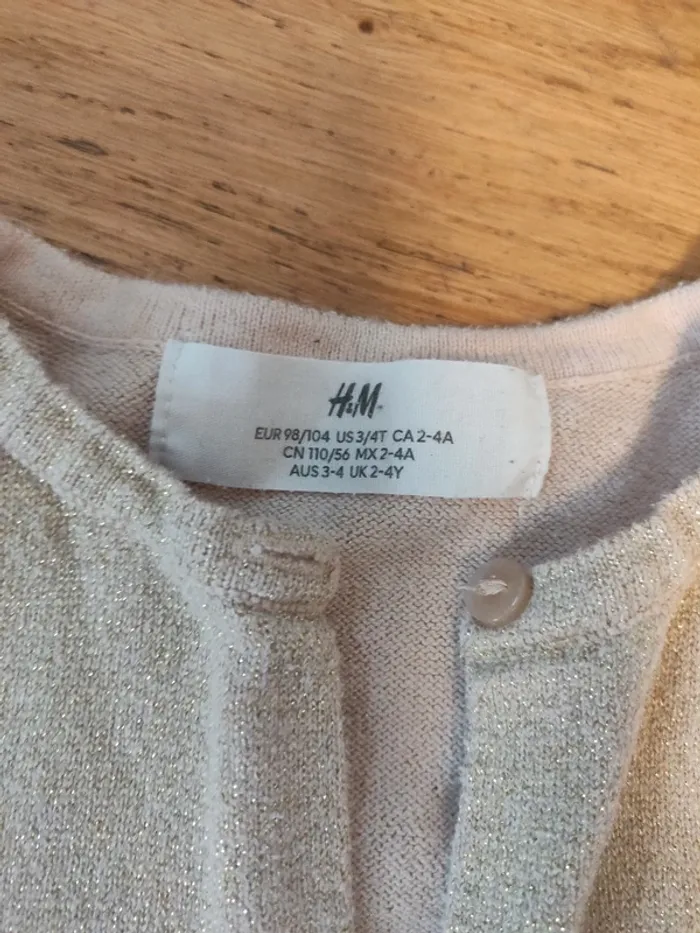 H&M
EUR 98/104 US 3/4T CA 2-4A
CN 110/56 MX 2-4A
AUS 3-4 UK 2-4Y